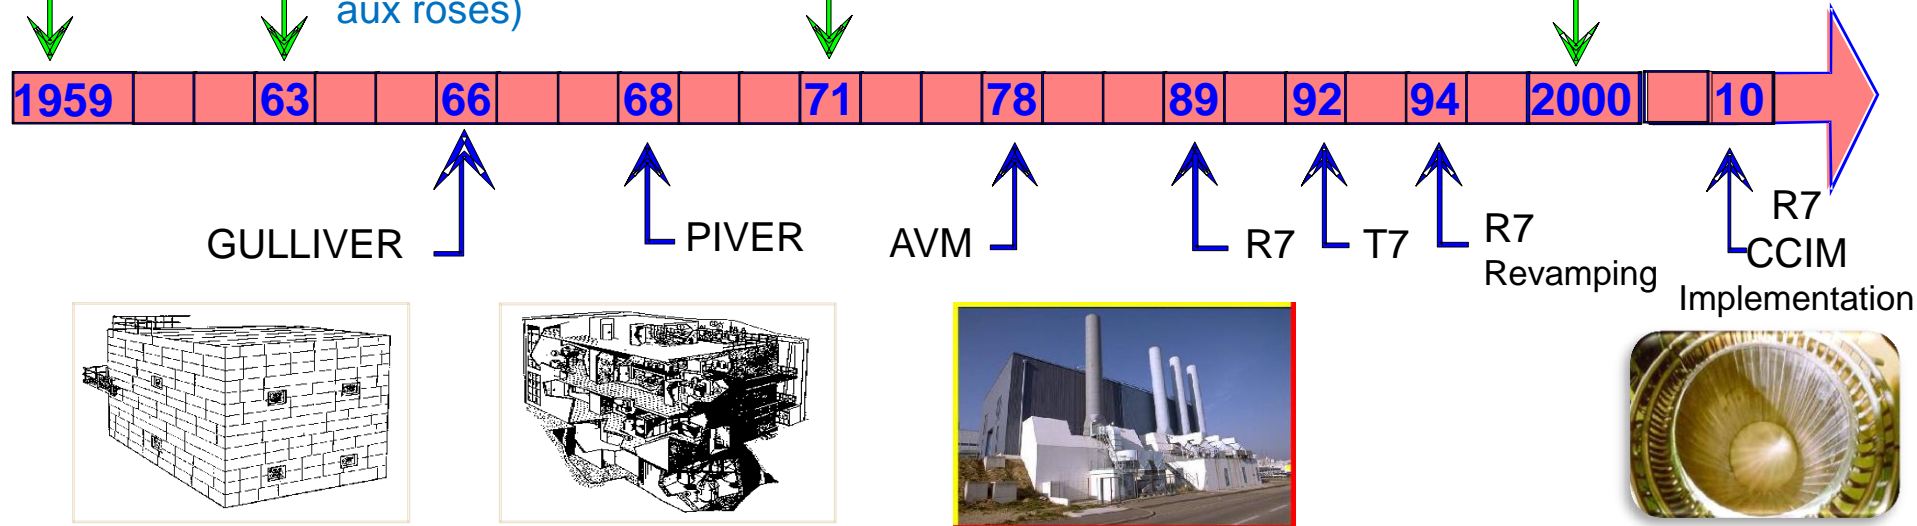 aux roses)
1959 63 66 68 71 78 89 92 94 2000 10
GULLIVER
PIVER
AVM
R7
T7
R7
Revamping
R7
CCIM
Implementation